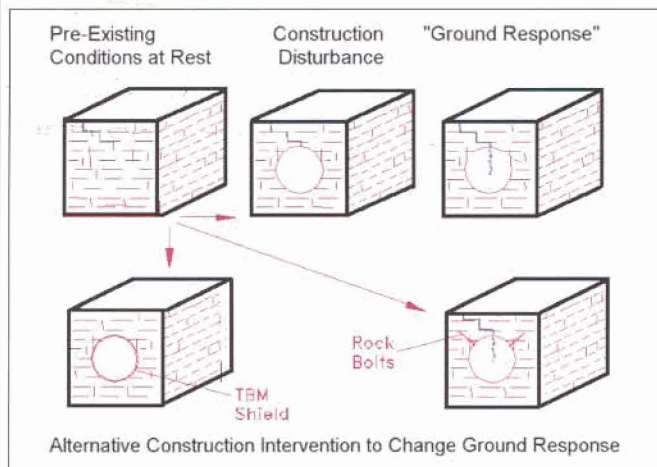 Pre-Existing
Conditions at Rest
Construction
Disturbance
"Ground Response"
Rock
Bolts
TBM
Shield
Alternative Construction Intervention to Change Ground Response